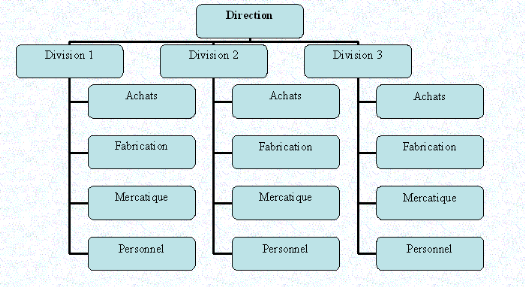 Direction
Division 1
Division 2
Division 3
Achats
Achats
Achats
Fabrication
Fabrication
Fabrication
Mercatique
Mercatique
Mercatique
Personnel
Personnel
Personnel